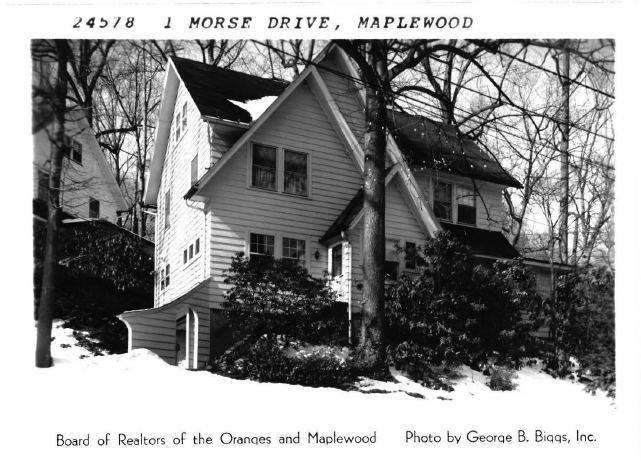 24578 1 MORSE DRIVE, MAPLEWOOD
Board of Realtors of the Oranges and Maplewood Photo by George B. Biggs, Inc.